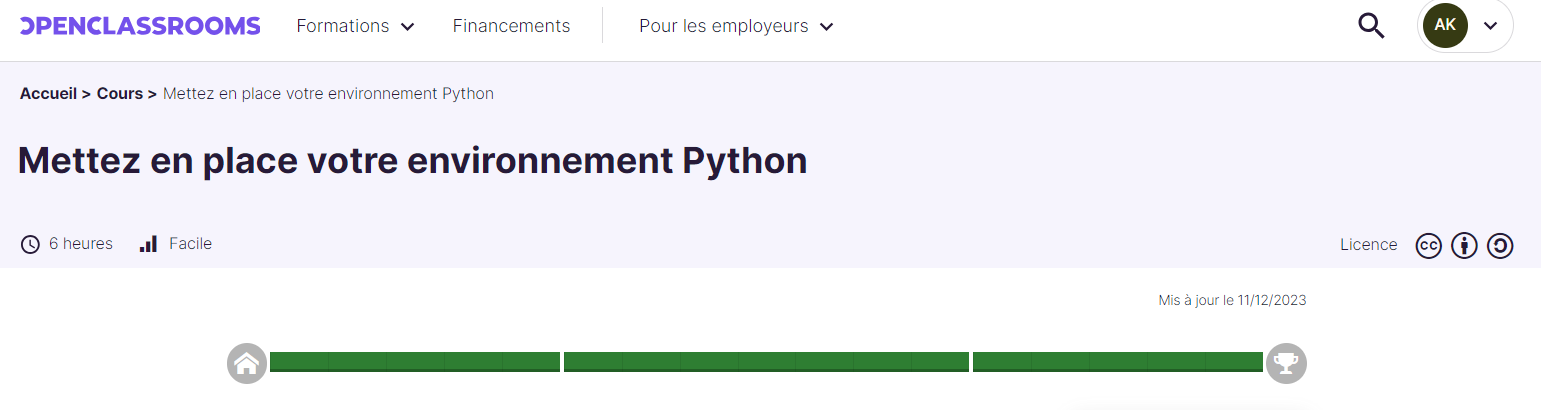 OPENCLASSROOMS Formations Financements Pour les employeurs AK
Accueil > Cours > Mettez en place votre environnement Python
Mettez en place votre environnement Python
6 heures Facile Licence cc
Mis à jour le 11/12/2023